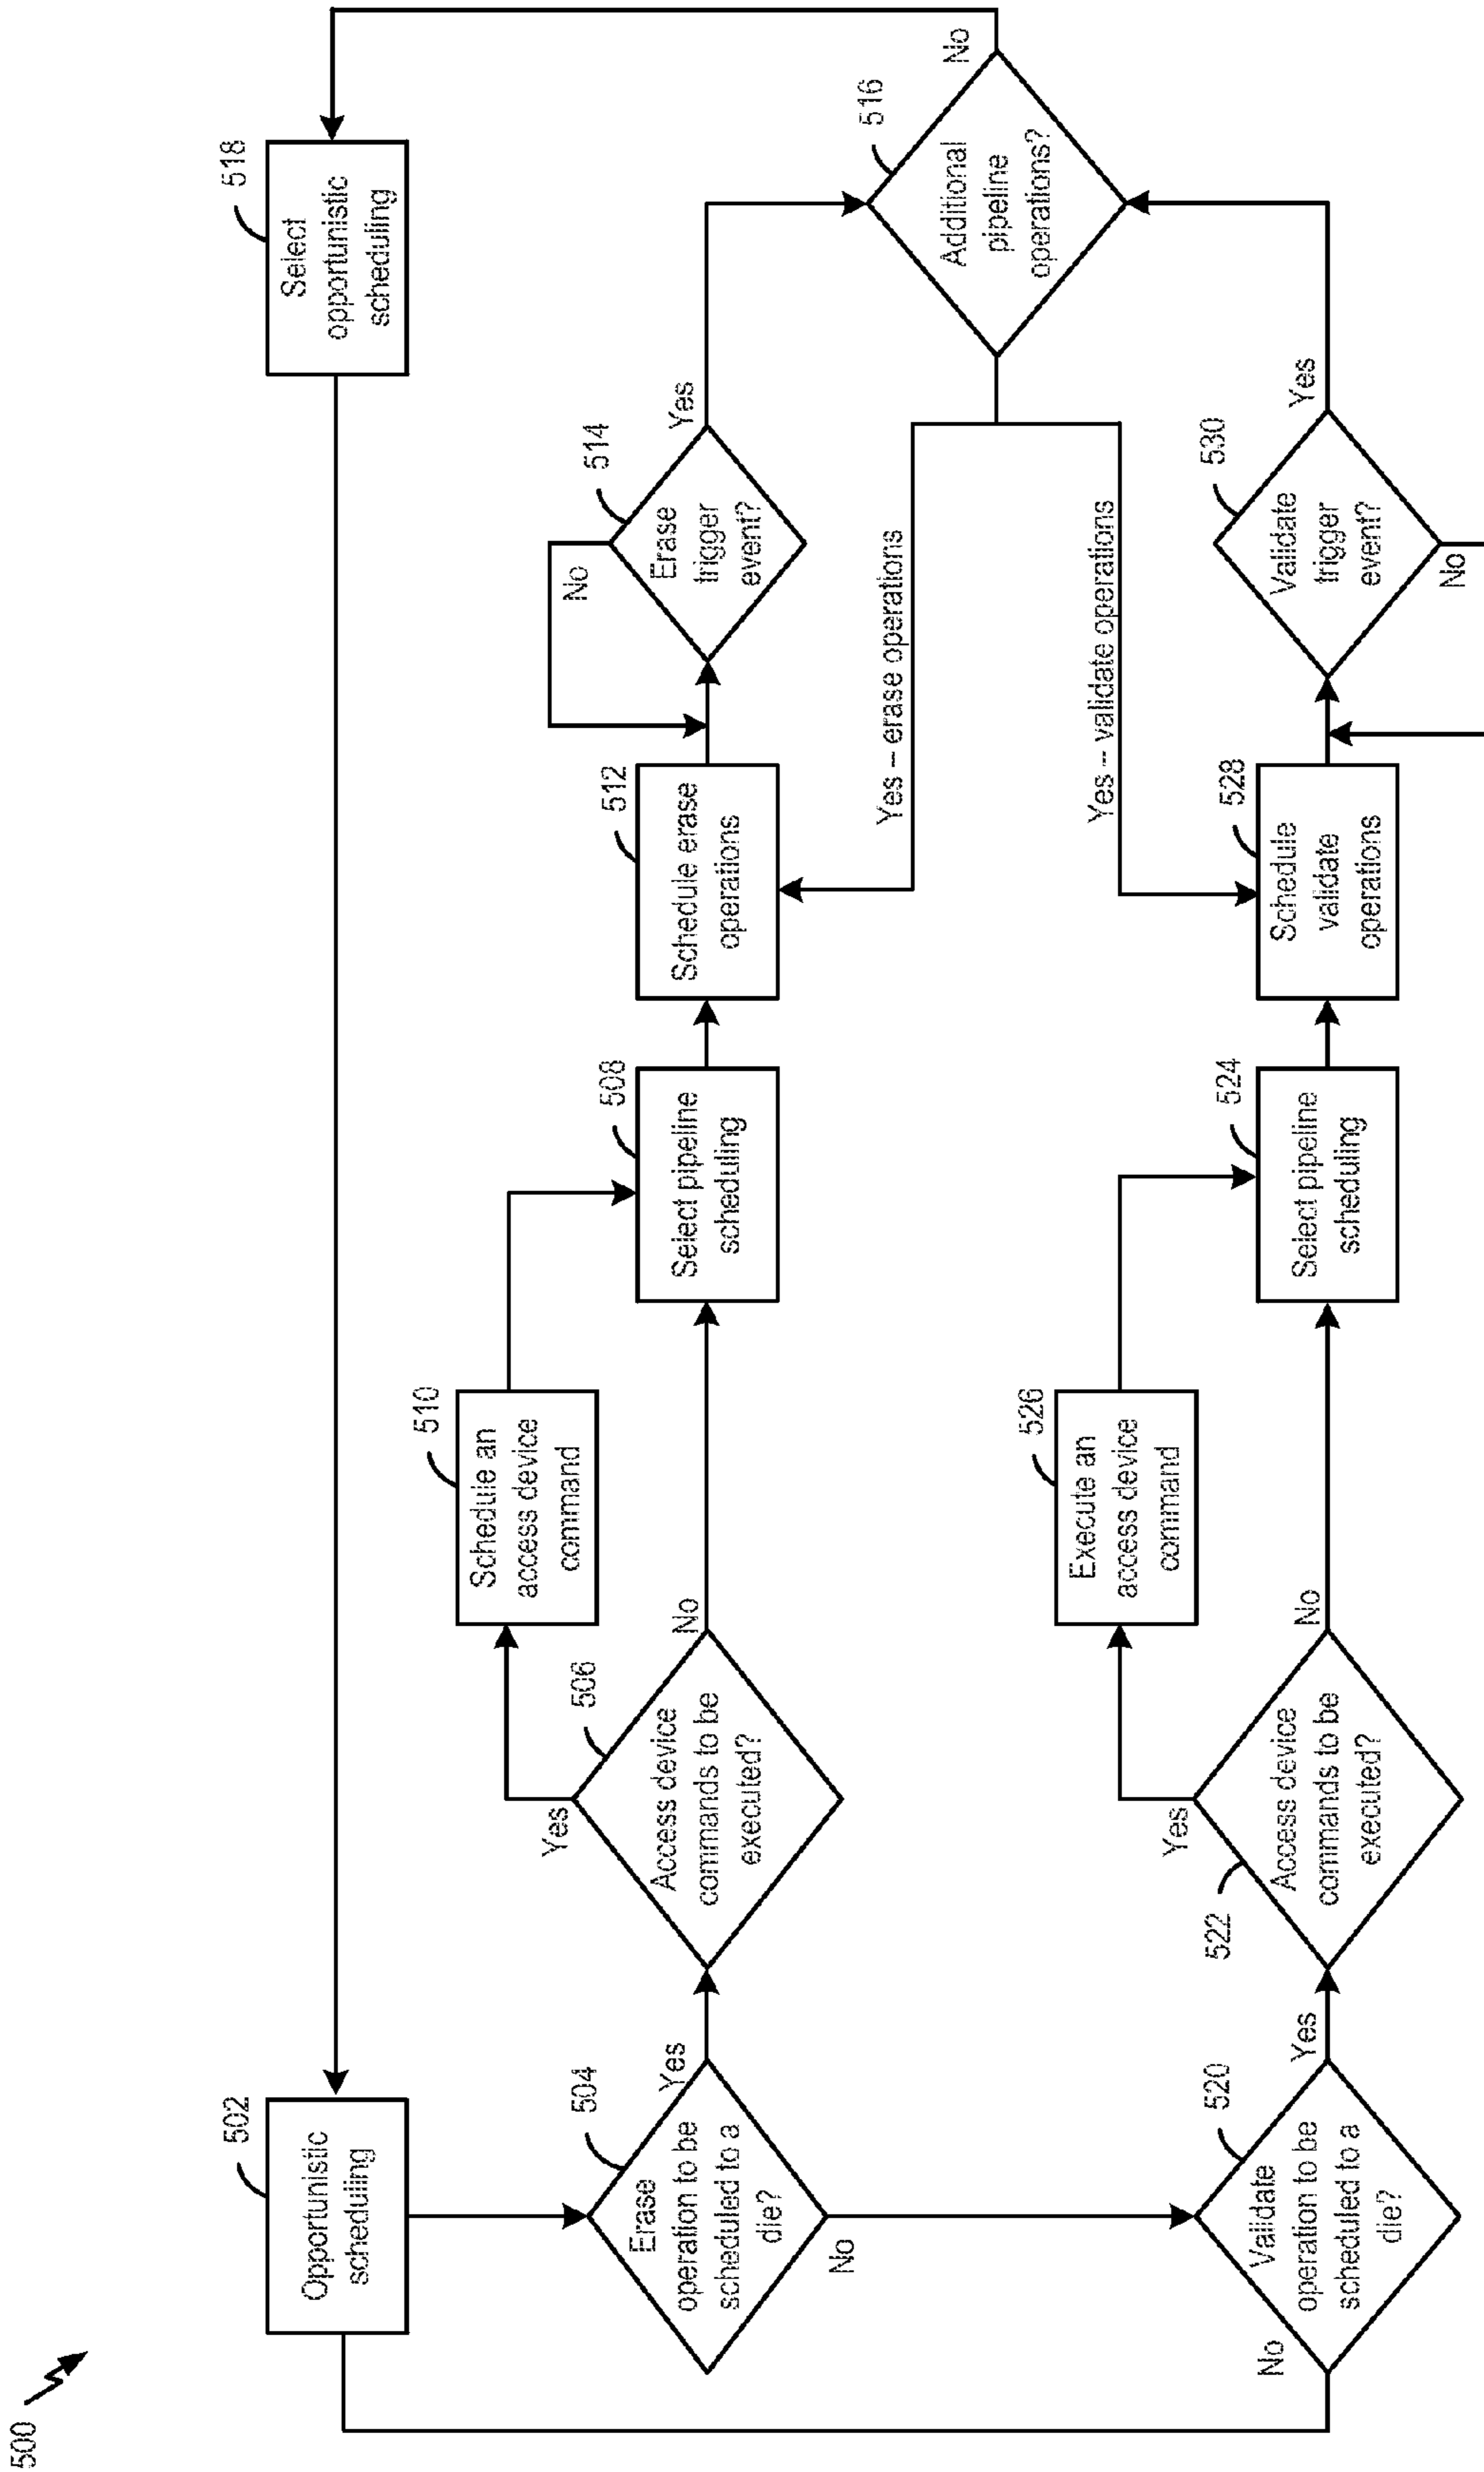 500
502
Opportunistic
scheduling
518
Select
opportunistic
scheduling
504
Erase
operation to be
scheduled to a
die?
Yes
No
506
Access device
commands to be
executed?
Yes
No
510
Schedule an
access device
command
508
Select pipeline
scheduling
512
Schedule erase
operations
514
Erase
trigger
event?
No
Yes
516
Additional
pipeline
operations?
No
Yes -- erase operations
Yes -- validate operations
520
Validate
operation to be
scheduled to a
die?
No
Yes
522
Access device
commands to be
executed?
Yes
No
526
Execute an
access device
command
524
Select pipeline
scheduling
528
Schedule
validate
operations
530
Validate
trigger
event?
Yes
No